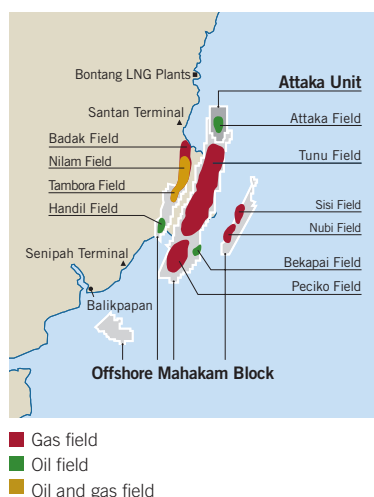 Bontang LNG Plants
Attaka Unit
Santan Terminal
Attaka Field
Badak Field
Tunu Field
Nilam Field
Tambora Field
Handil Field
Sisi Field
Nubi Field
Senipah Terminal
Bekapai Field
Peciko Field
Balikpapan
Offshore Mahakam Block
Gas field
Oil field
Oil and gas field